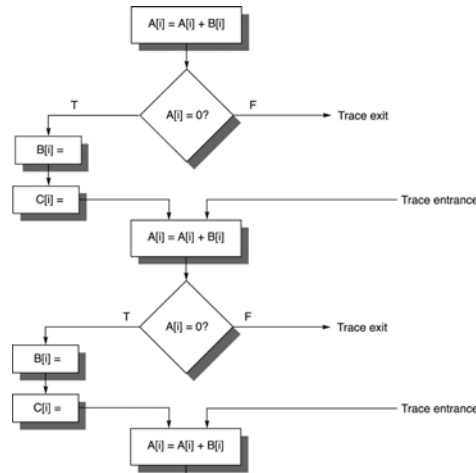 A[i] = A[i] + B[i]
A[i] = 0?
T
F
Trace exit
B[i] =
C[i] =
Trace entrance
A[i] = A[i] + B[i]
A[i] = 0?
T
F
Trace exit
B[i] =
C[i] =
Trace entrance
A[i] = A[i] + B[i]